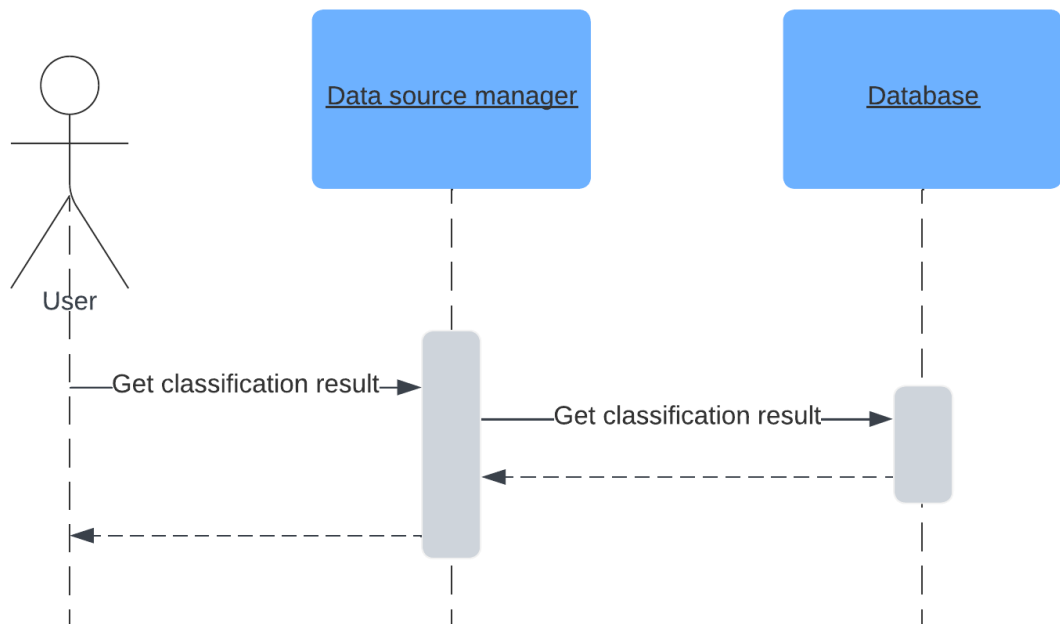 Data source manager
Database
User
Get classification result
Get classification result